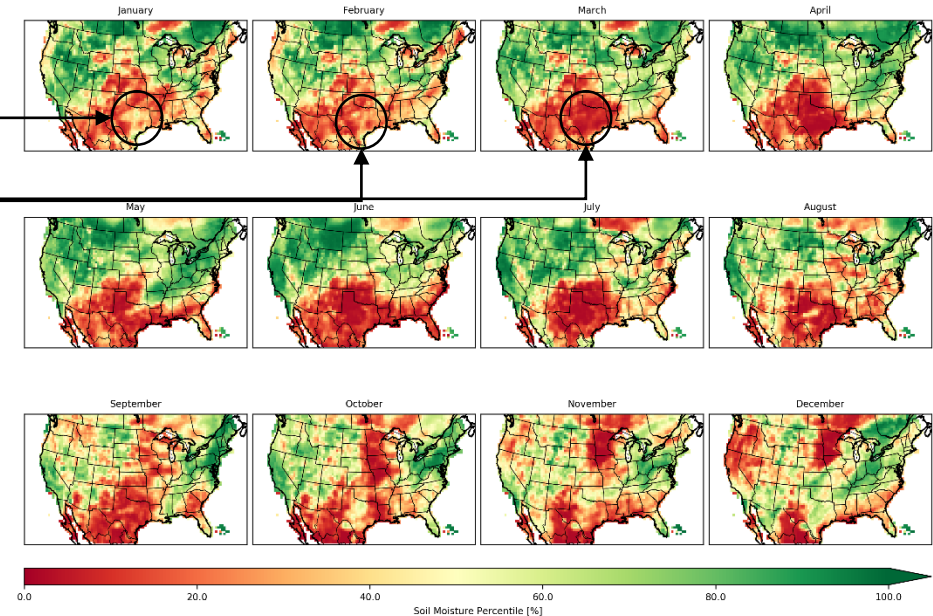 January
February
March
April
May
June
July
August
September
October
November
December
0.0
20.0
40.0
60.0
80.0
100.0
Soil Moisture Percentile [%]